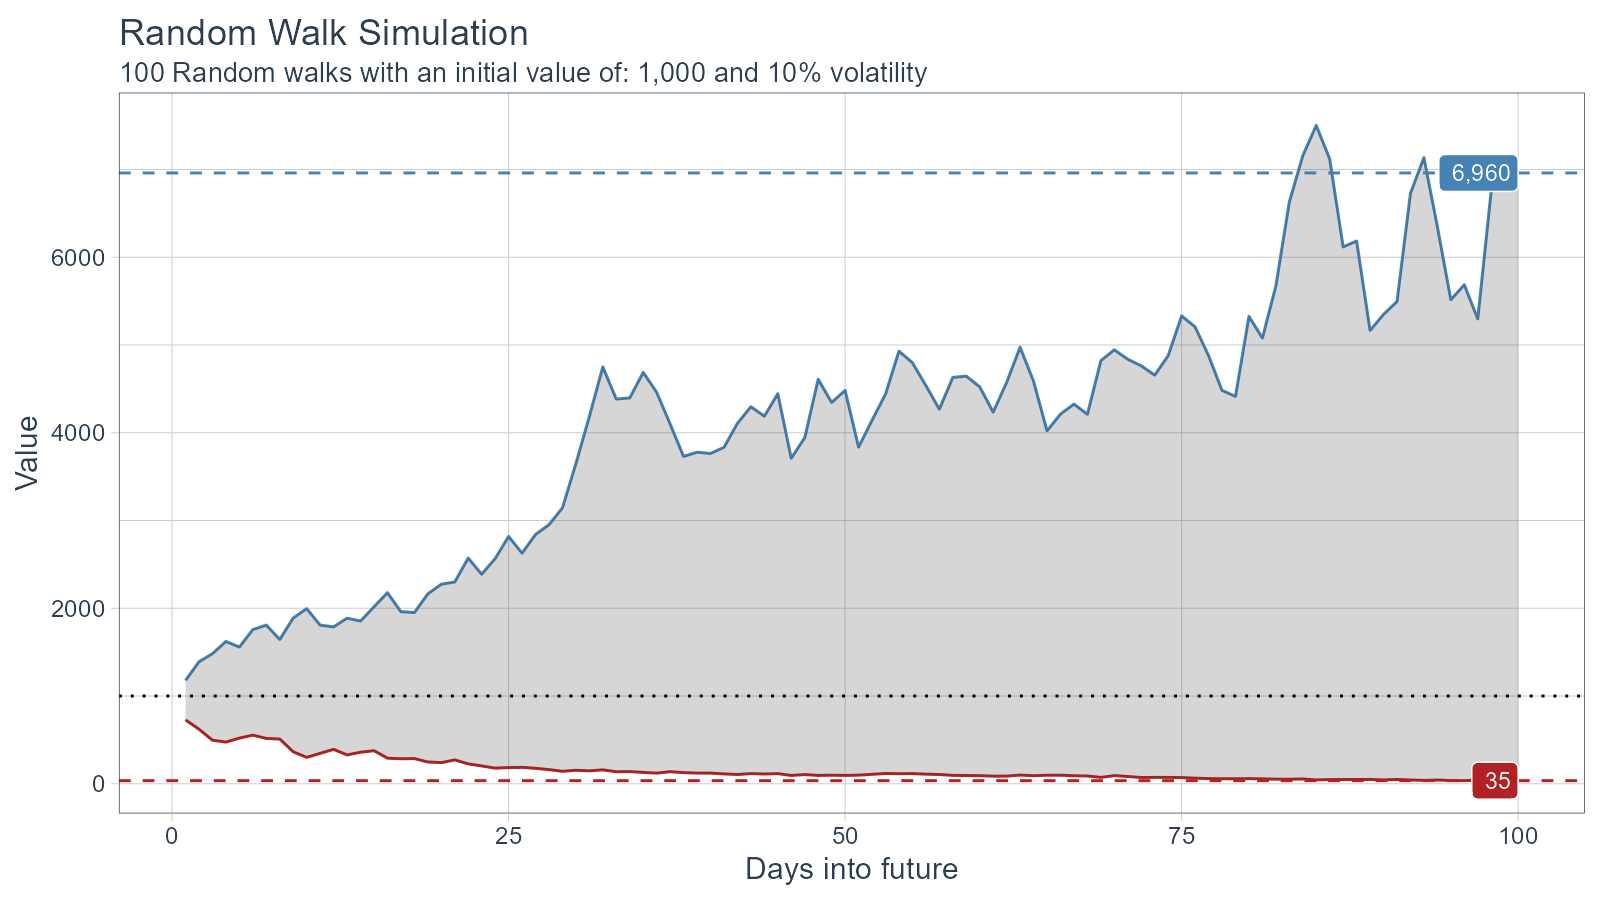 Random Walk Simulation
100 Random walks with an initial value of: 1,000 and 10% volatility
6,960
6000
4000
2000
0
35
Value
0 25 50 75 100
Days into future